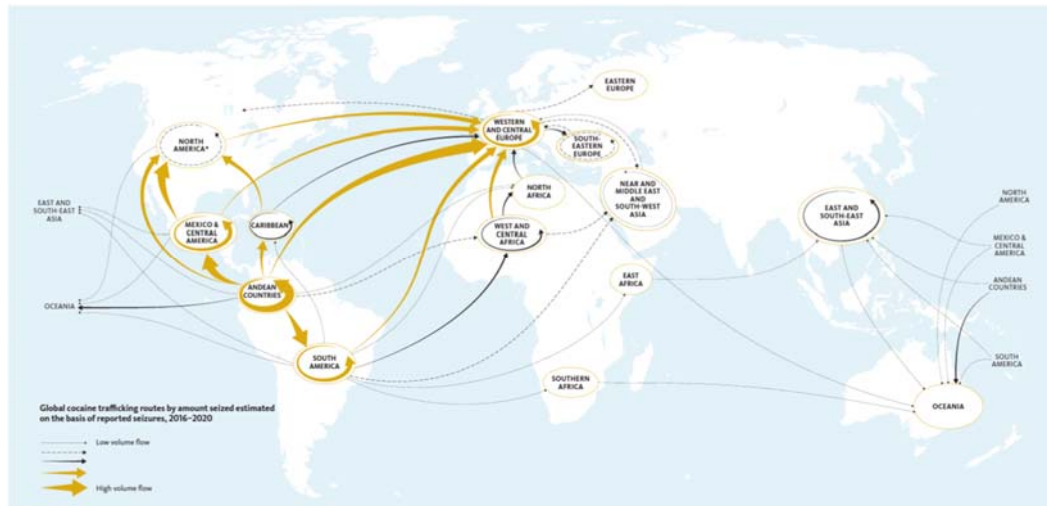 EASTERN
EUROPE
WESTERN
AND CENTRAL
EUROPE
NORTH
AMERICA*
SOUTH-
EASTERN
EUROPE
NORTH
AFRICA
NEAR AND
MIDDLE EAST
AND
SOUTH-WEST
ASIA
EAST AND
SOUTH-EAST
ASIA
MEXICO &
CENTRAL
AMERICA
CARIBBEAN
WEST AND
CENTRAL
AFRICA
EAST AND
SOUTH-EAST
ASIA
NORTH
AMERICA
MEXICO &
CENTRAL
AMERICA
ANDEAN
COUNTRIES
EAST
AFRICA
ANDEAN
COUNTRIES
OCEANIA
SOUTH
AMERICA
SOUTHERN
AFRICA
SOUTH
AMERICA
OCEANIA
Global cocaine trafficking routes by amount seized estimated
on the basis of reported seizures, 2016–2020
Low volume flow
High volume flow